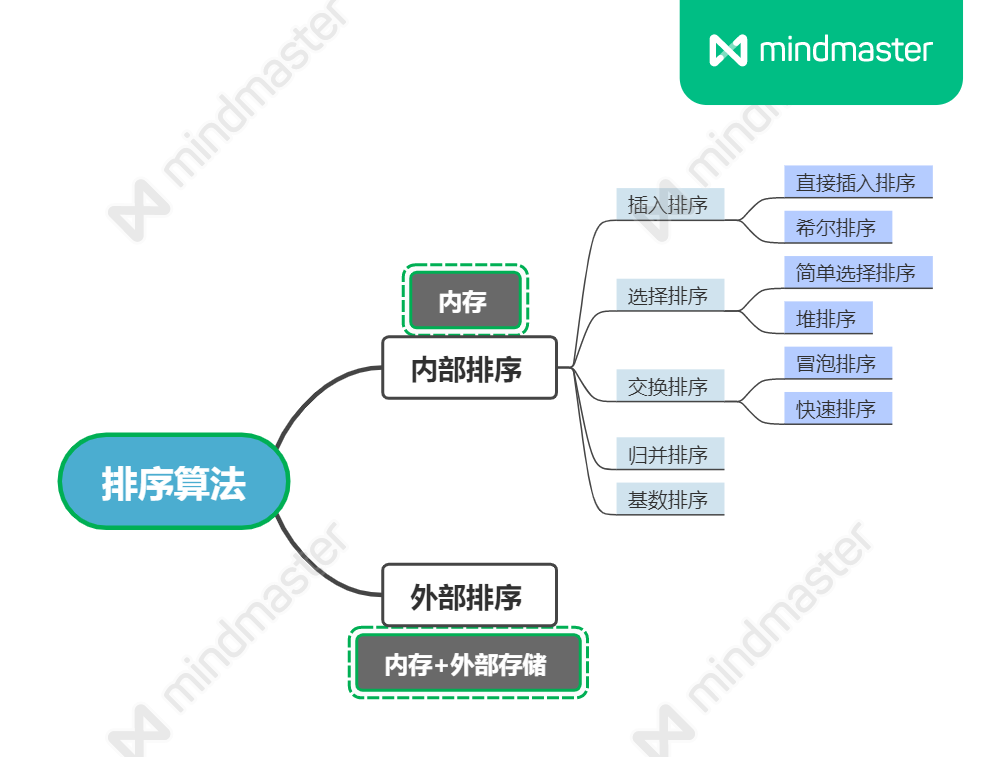 mindmaster
排序算法
内存
内部排序
插入排序
直接插入排序
希尔排序
选择排序
简单选择排序
堆排序
交换排序
冒泡排序
快速排序
归并排序
基数排序
外部排序
内存+外部存储
mindmaster
mindmaster
mindmaster
mindmaster